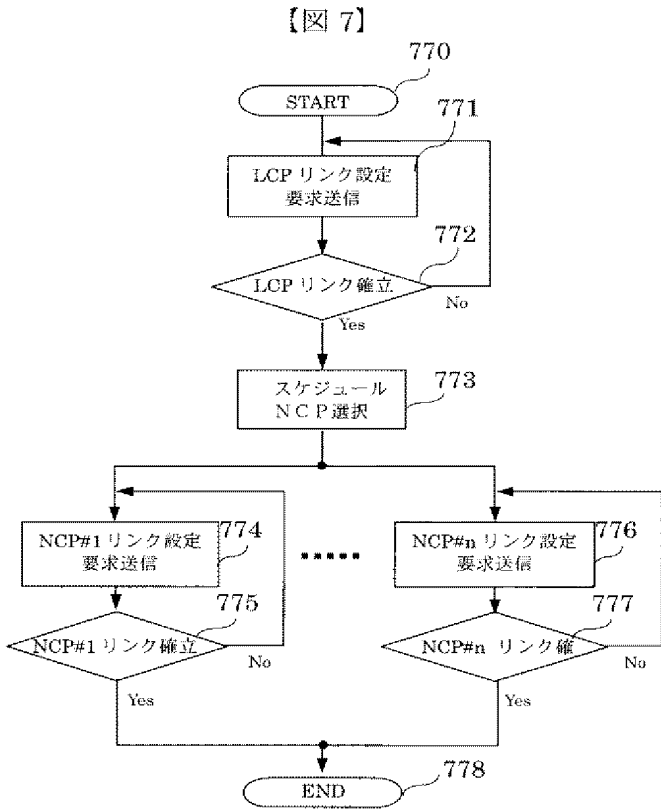 【図 7】
770
START
771
LCP リンク設定
要求送信
772
LCP リンク確立
No
Yes
773
スケジュール
NCP選択
774
NCP#1 リンク設定
要求送信
776
NCP#n リンク設定
要求送信
775
NCP#1 リンク確立
No
777
NCP#n リンク確
No
Yes
Yes
778
END